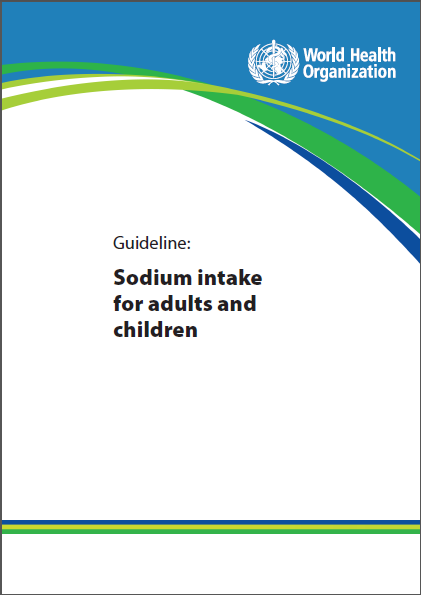 World Health
Organization
Guideline:
Sodium intake
for adults and
children